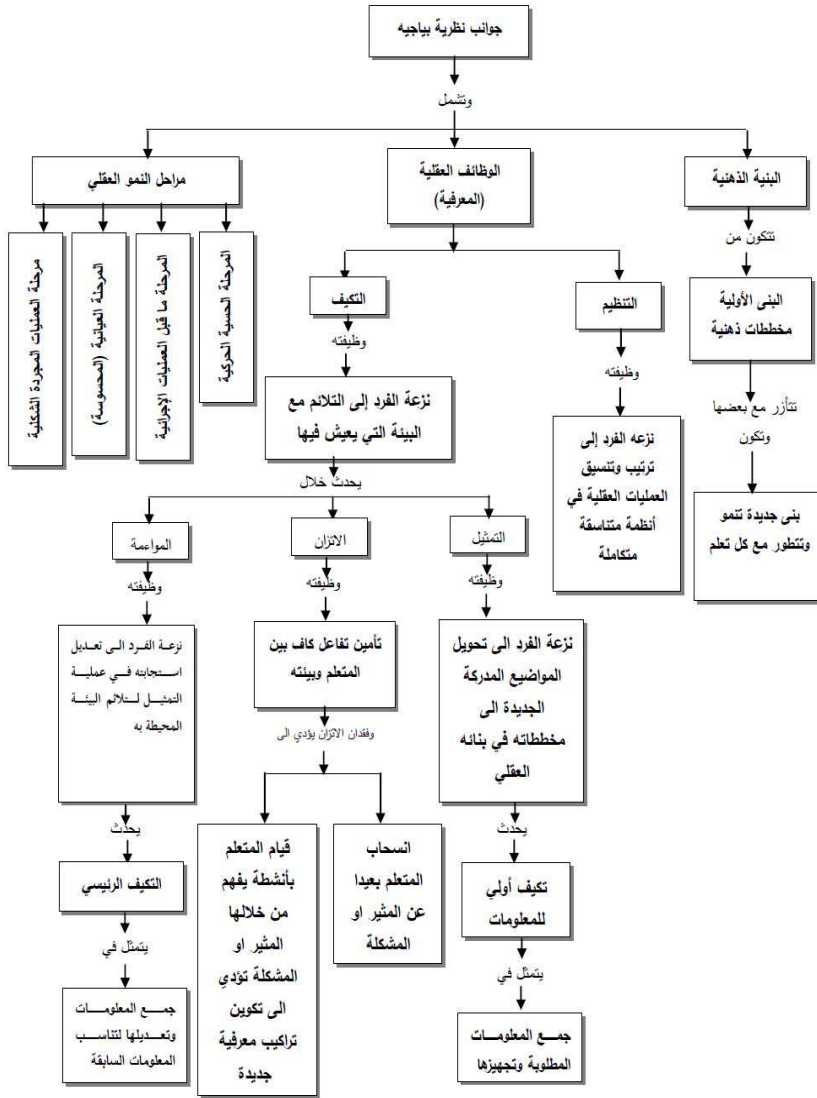 جوانب نظرية بياجيه
وتشمل
البنية الذهنية
تتكون من
البنى الأولية
مخططات ذهنية
تتأزر مع بعضها
وتكون
بنى جديدة تنمو
وتتطور مع كل تعلم
الوظائف العقلية
(المعرفية)
التنظيم
وظيفته
نزعه الفرد إلى
ترتيب وتنسيق
العمليات العقلية في
أنظمة متناسقة
متكاملة
التكيف
وظيفته
نزعة الفرد إلى التلائم مع
البيئة التي يعيش فيها
يحدث خلال
التمثيل
وظيفته
نزعة الفرد الى تحويل
المواضيع المدركة
الجديدة الى
مخططاته في بنائه
العقلي
يحدث
تكيف أولي
للمعلومات
يتمثل في
جمع المعلومات
المطلوبة وتجهيزها
الاتزان
وظيفته
تأمين تفاعل كاف بين
المتعلم وبيئته
وفقدان الاتزان يؤدي الى
انسحاب
المتعلم بعيدا
عن المثير او
المشكلة
قيام المتعلم
بأنشطة يفهم
من خلالها
المثير او
المشكلة تؤدي
الى تكوين
تراكيب معرفية
جديدة
المواءمة
وظيفته
نزعة الفرد الى تعديل
استجابته في عملية
التمثيل لتلائم البيئة
المحيطة به
يحدث
التكيف الرئيسي
يتمثل في
جمع المعلومات
وتعديلها لتناسب
المعلومات السابقة
مراحل النمو العقلي
المرحلة الحسية الحركية
المرحلة ما قبل العمليات الإجرائية
المرحلة العيانية (المحسوسة)
مرحلة العمليات المجردة الشكلية